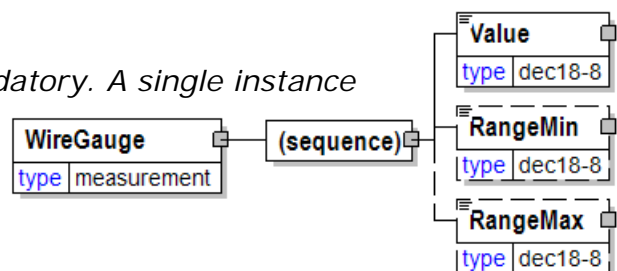 Value
type dec18-8
datory. A single instance
RangeMin
type dec18-8
WireGauge
type measurement
(sequence)
RangeMax
type dec18-8